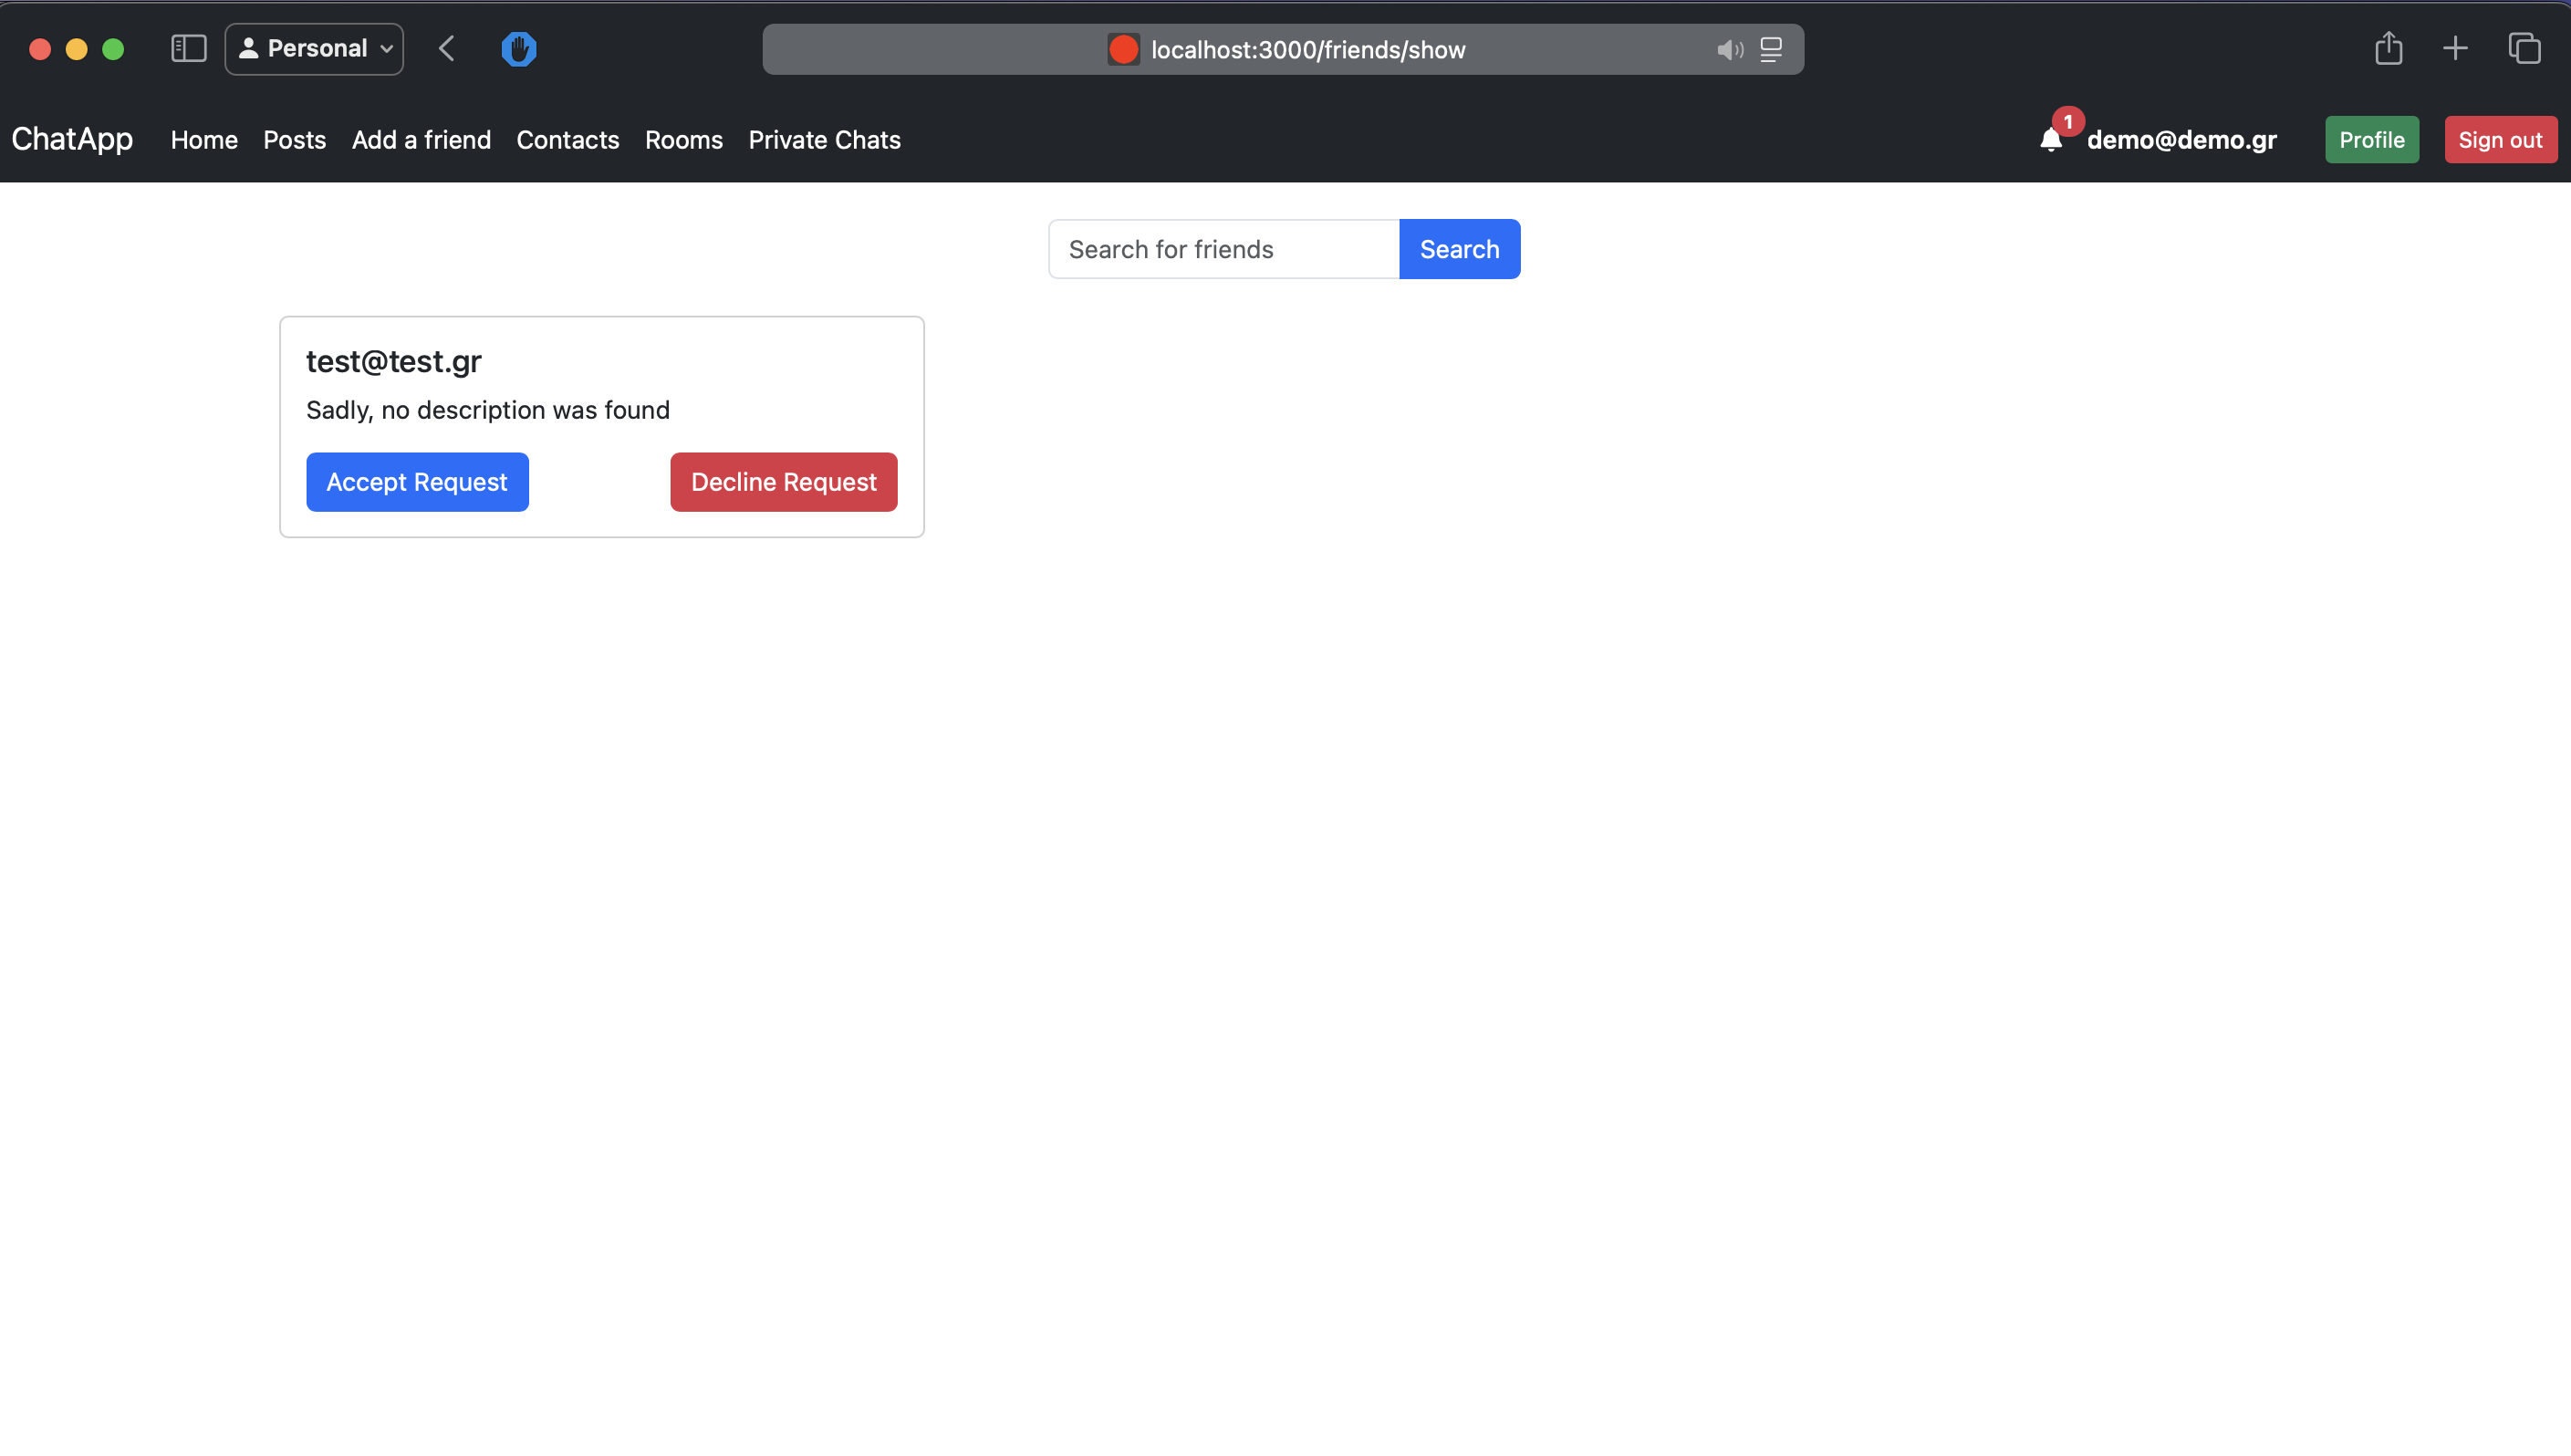 Personal
localhost:3000/friends/show
ChatApp Home Posts Add a friend Contacts Rooms Private Chats 1 demo@demo.gr Profile Sign out
Search for friends Search
test@test.gr
Sadly, no description was found
Accept Request Decline Request